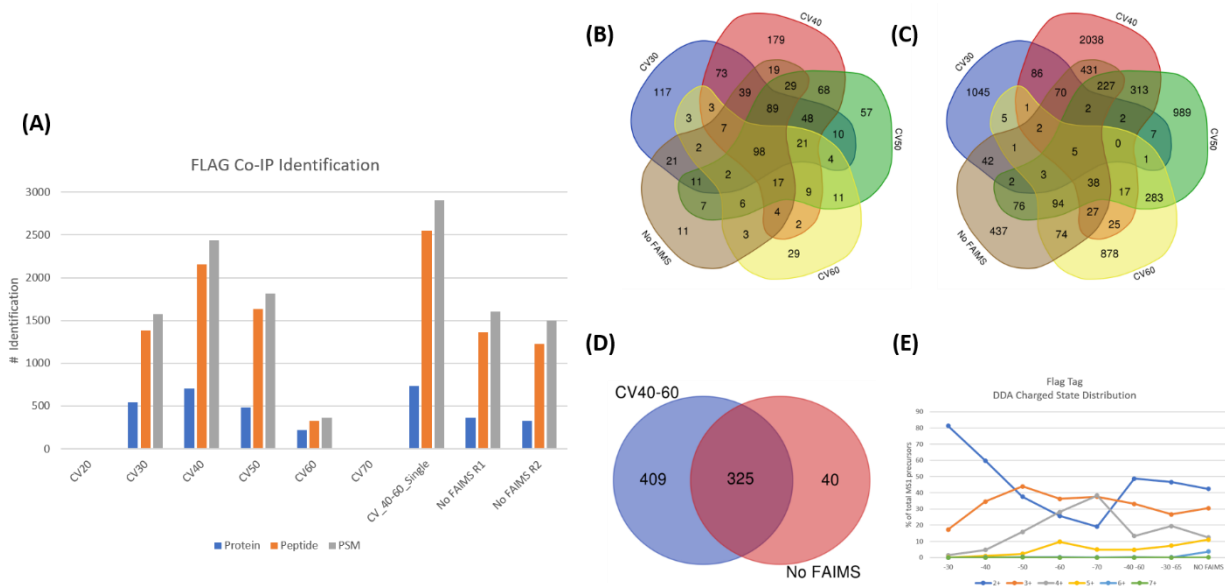 (A)
FLAG Co-IP Identification
# Identification
3000
2500
2000
1500
1000
500
0
CV20
CV30
CV40
CV50
CV60
CV70
CV_40-60_Single
No FAIMS R1
No FAIMS R2
Protein Peptide PSM
(B)
CV40
CV30
CV50
CV60
No FAIMS
179
73 19 29 68
117 39 57
89 48
3 3 10
7
2 98 21 4
21
11 2 17 9
7 6 4 11
11 3 2
29
(C)
CV40
CV30
CV50
CV60
No FAIMS
2038
86 431 227 313
1045 70 989
2 2
5 1 7
2
1 5 0 1
42
2 3 38 17
76 94 27 283
437 74 25
878
(D)
CV40-60
409 325 40
No FAIMS
(E)
Flag Tag
DDA Charged State Distribution
% of total MS1 precursors
90
80
70
60
50
40
30
20
10
0
-30 -40 -50 -60 -70 -40-60 -30-65 NO FAIMS
2+ 3+ 4+ 5+ 6+ 7+